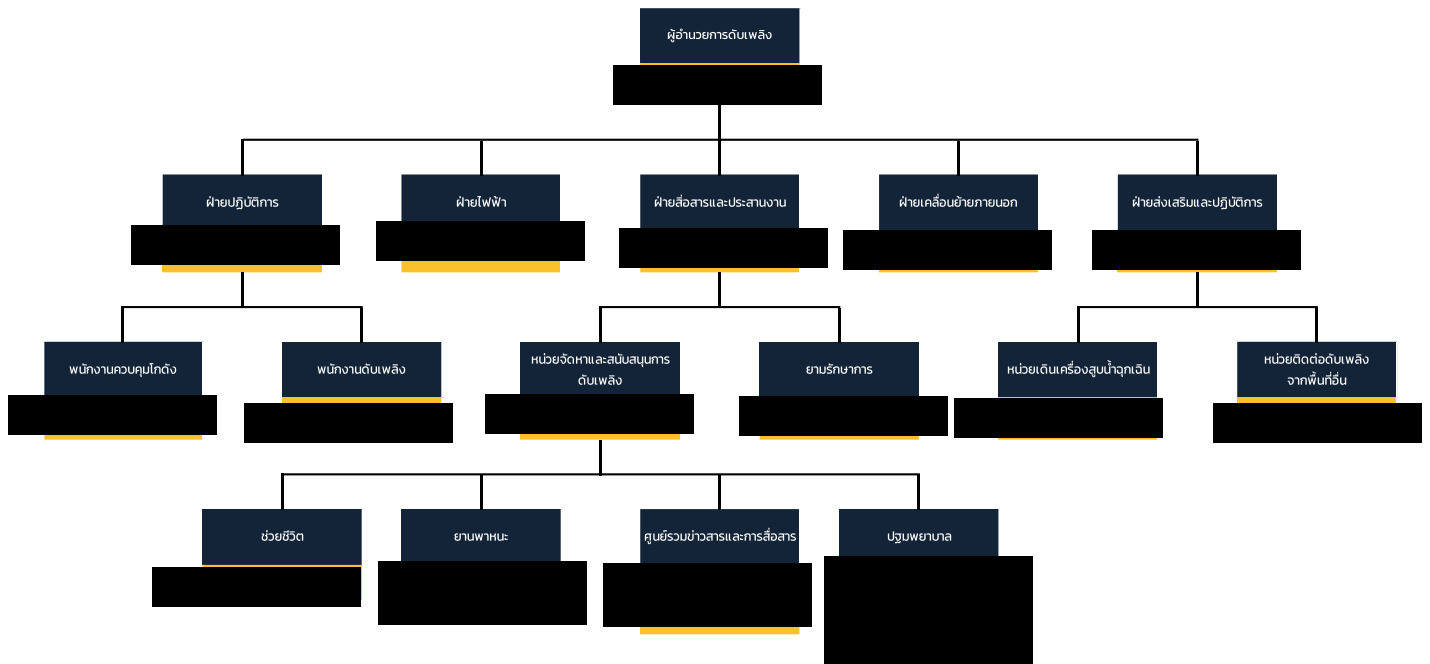 ผู้อำนวยการดับเพลิง
ฝ่ายปฏิบัติการ
ฝ่ายไฟฟ้า
ฝ่ายสื่อสารและประสานงาน
ฝ่ายเคลื่อนย้ายภายนอก
ฝ่ายส่งเสริมและปฏิบัติการ
พนักงานควบคุมโกดัง
พนักงานดับเพลิง
หน่วยจัดหาและสนับสนุนการ
ดับเพลิง
ยามรักษาการ
หน่วยเดินเครื่องสูบน้ำฉุกเฉิน
หน่วยติดต่อดับเพลิง
จากพื้นที่อื่น
ช่วยชีวิต
ยานพาหนะ
ศูนย์รวมข่าวสารและการสื่อสาร
ปฐมพยาบาล